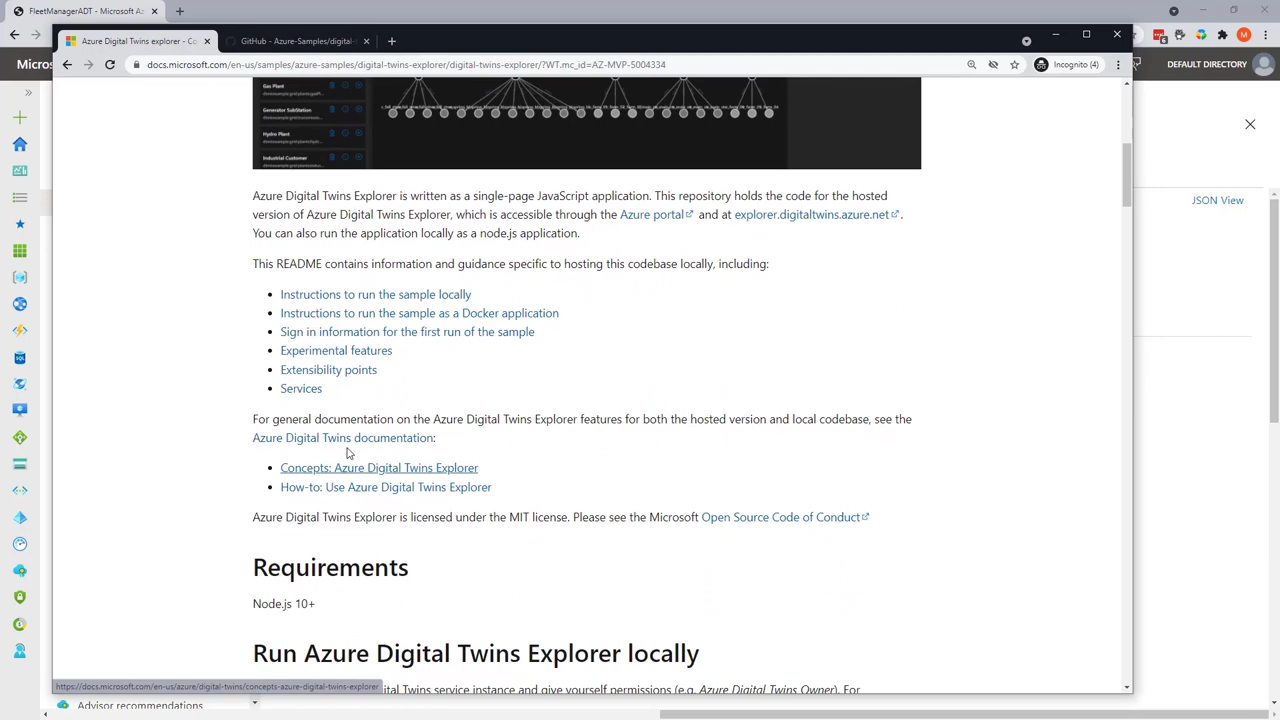 FleetManagerADT - Microsoft A
Azure Digital Twins explorer - Co
GitHub - Azure-Samples/digital-
docs.microsoft.com/en-us/samples/azure-samples/digital-twins-explorer/digital-twins-explorer/?WT.mc_id=AZ-MVP-5004334
Incognito (4)
Micros
DEFAULT DIRECTORY
M
6
JSON View
Gas Plant
Generator SubStation
Hydro Plant
Industrial Customer
Azure Digital Twins Explorer is written as a single-page JavaScript application. This repository holds the code for the hosted
version of Azure Digital Twins Explorer, which is accessible through the Azure portal and at explorer.digitaltwins.azure.net.
You can also run the application locally as a node.js application.
This README contains information and guidance specific to hosting this codebase locally, including:
• Instructions to run the sample locally
• Instructions to run the sample as a Docker application
• Sign in information for the first run of the sample
• Experimental features
• Extensibility points
• Services
For general documentation on the Azure Digital Twins Explorer features for both the hosted version and local codebase, see the
Azure Digital Twins documentation:
• Concepts: Azure Digital Twins Explorer
• How-to: Use Azure Digital Twins Explorer
Azure Digital Twins Explorer is licensed under the MIT license. Please see the Microsoft Open Source Code of Conduct
Requirements
Node.js 10+
Run Azure Digital Twins Explorer locally
tal Twins service instance and give yourself permissions (e.g. Azure Digital Twins Owner). For
https://docs.microsoft.com/en-us/azure/digital-twins/concepts-azure-digital-twins-explorer
Advisor recommendations